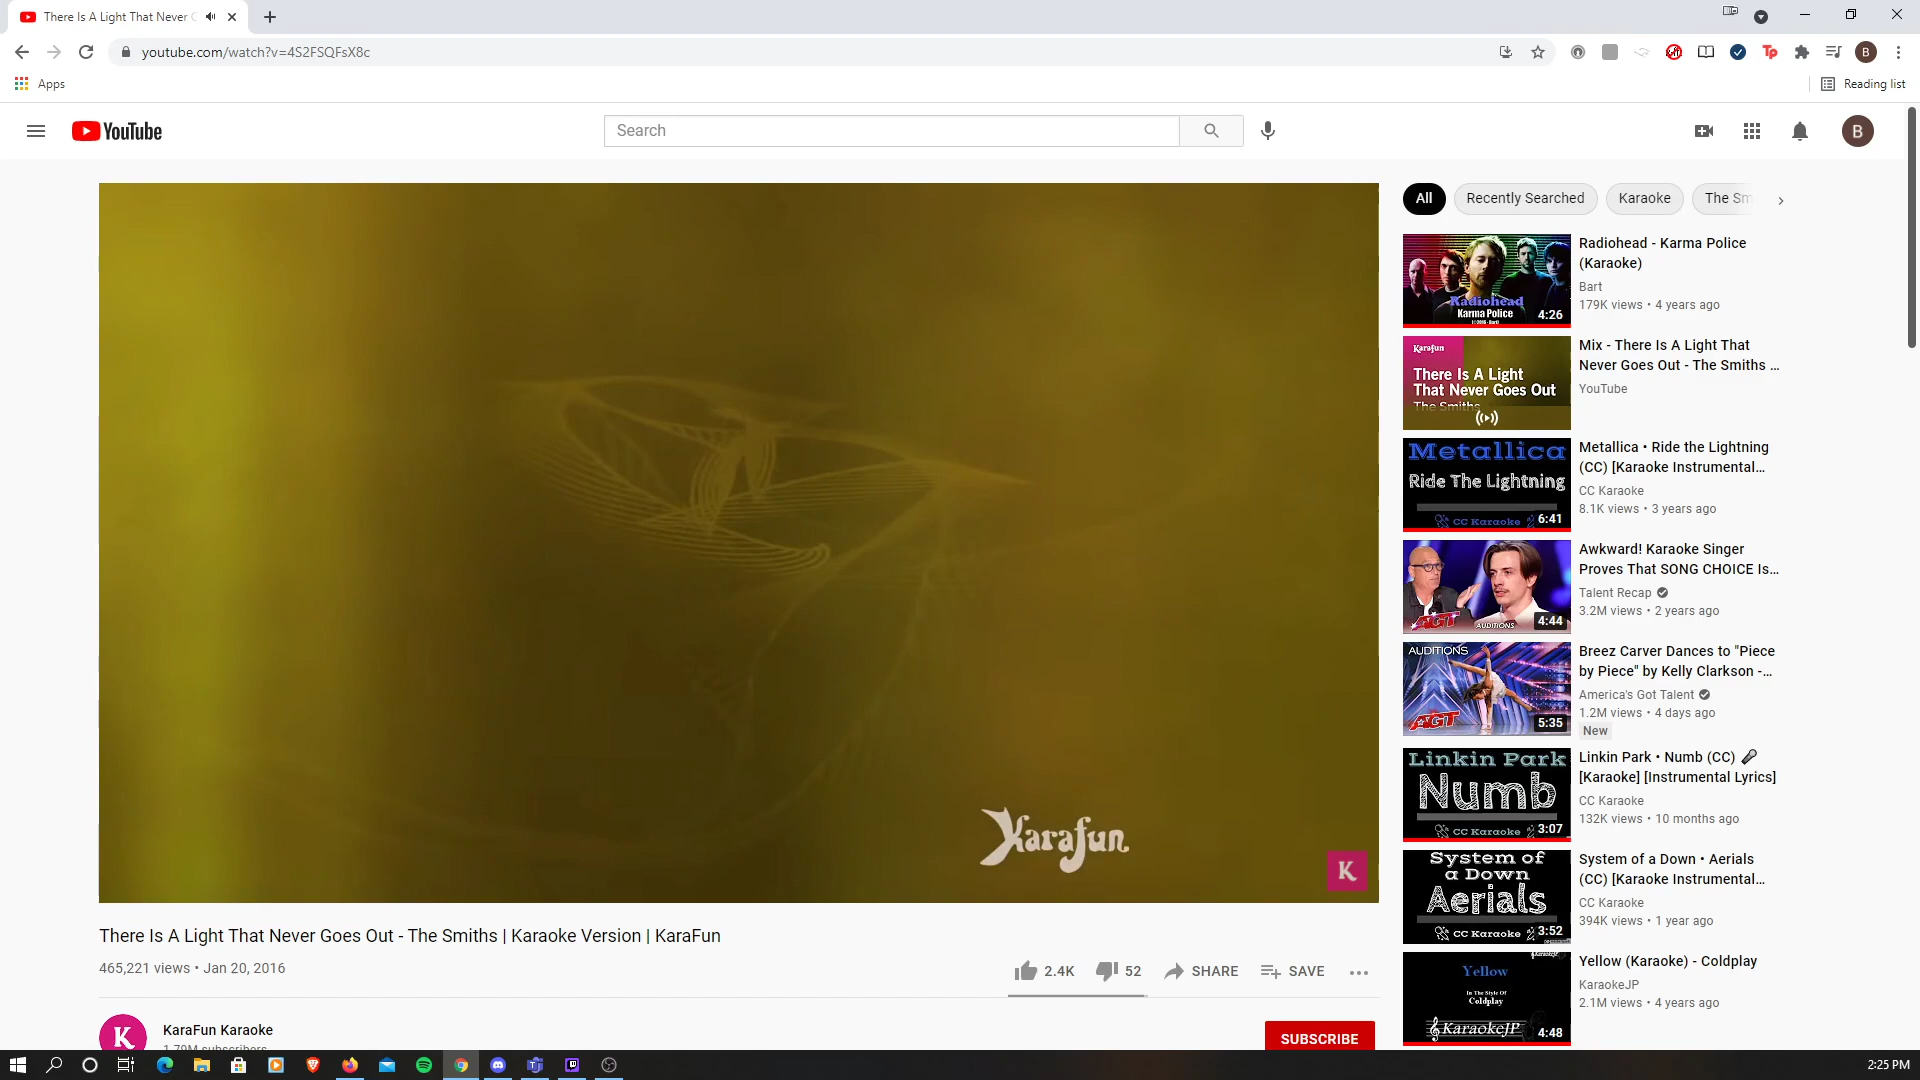 There Is A Light That Never
youtube.com/watch?v=4S2FSQFsX8c
Tp
B
Apps
Reading list
YouTube
Search
B
Karafun
K
There Is A Light That Never Goes Out - The Smiths | Karaoke Version | KaraFun
465,221 views • Jan 20, 2016
2.4K
52
SHARE
SAVE
K
KaraFun Karaoke
1.79M subscribers
SUBSCRIBE
All
Recently Searched
Karaoke
The Sm
Radiohead
Karma Police
4:26
Radiohead - Karma Police
(Karaoke)
Bart
179K views • 4 years ago
Karafun
There Is A Light
That Never Goes Out
The Smiths
Mix - There Is A Light That
Never Goes Out - The Smiths ...
YouTube
Metallica
Ride The Lightning
CC Karaoke
6:41
Metallica • Ride the Lightning
(CC) [Karaoke Instrumental...
CC Karaoke
8.1K views • 3 years ago
AGT
AUDITIONS
4:44
Awkward! Karaoke Singer
Proves That SONG CHOICE Is...
Talent Recap
3.2M views • 2 years ago
AUDITIONS
AGT
5:35
Breez Carver Dances to "Piece
by Piece" by Kelly Clarkson -...
America's Got Talent
1.2M views • 4 days ago
New
Linkin Park
Numb
CC Karaoke
3:07
Linkin Park • Numb (CC) 🎤
[Karaoke] [Instrumental Lyrics]
CC Karaoke
132K views • 10 months ago
System of
a Down
Aerials
CC Karaoke
3:52
System of a Down • Aerials
(CC) [Karaoke Instrumental...
CC Karaoke
394K views • 1 year ago
Yellow
In The Style Of
Coldplay
KaraokeJP
4:48
Yellow (Karaoke) - Coldplay
KaraokeJP
2.1M views • 4 years ago
2:25 PM